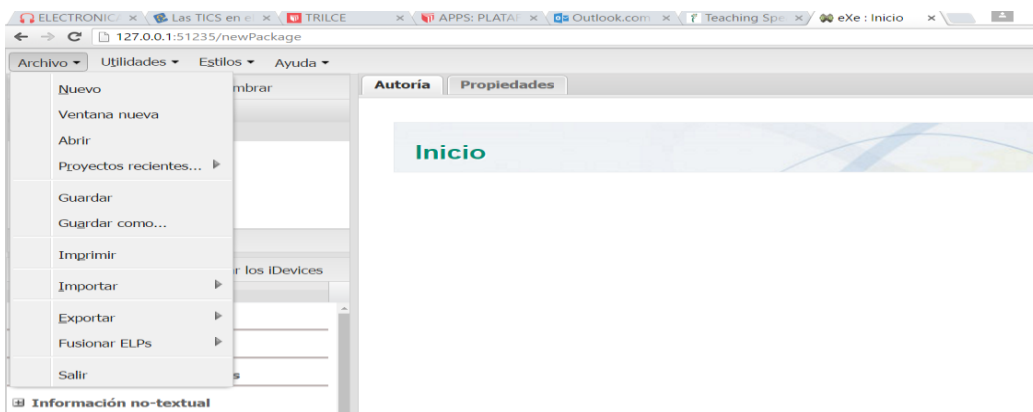 ELECTRONIC Las TICS en el TRILCE APPS: PLATAF Outlook.com Teaching Spe eXe : Inicio
127.0.0.1:51235/newPackage
Archivo Utilidades Estilos Ayuda
Nuevo
mbrar
Autoría Propiedades
Ventana nueva
Abrir
Inicio
Proyectos recientes...
Guardar
Guardar como...
Imprimir
r los iDevices
Importar
Exportar
Fusionar ELPs
Salir
s
Información no-textual